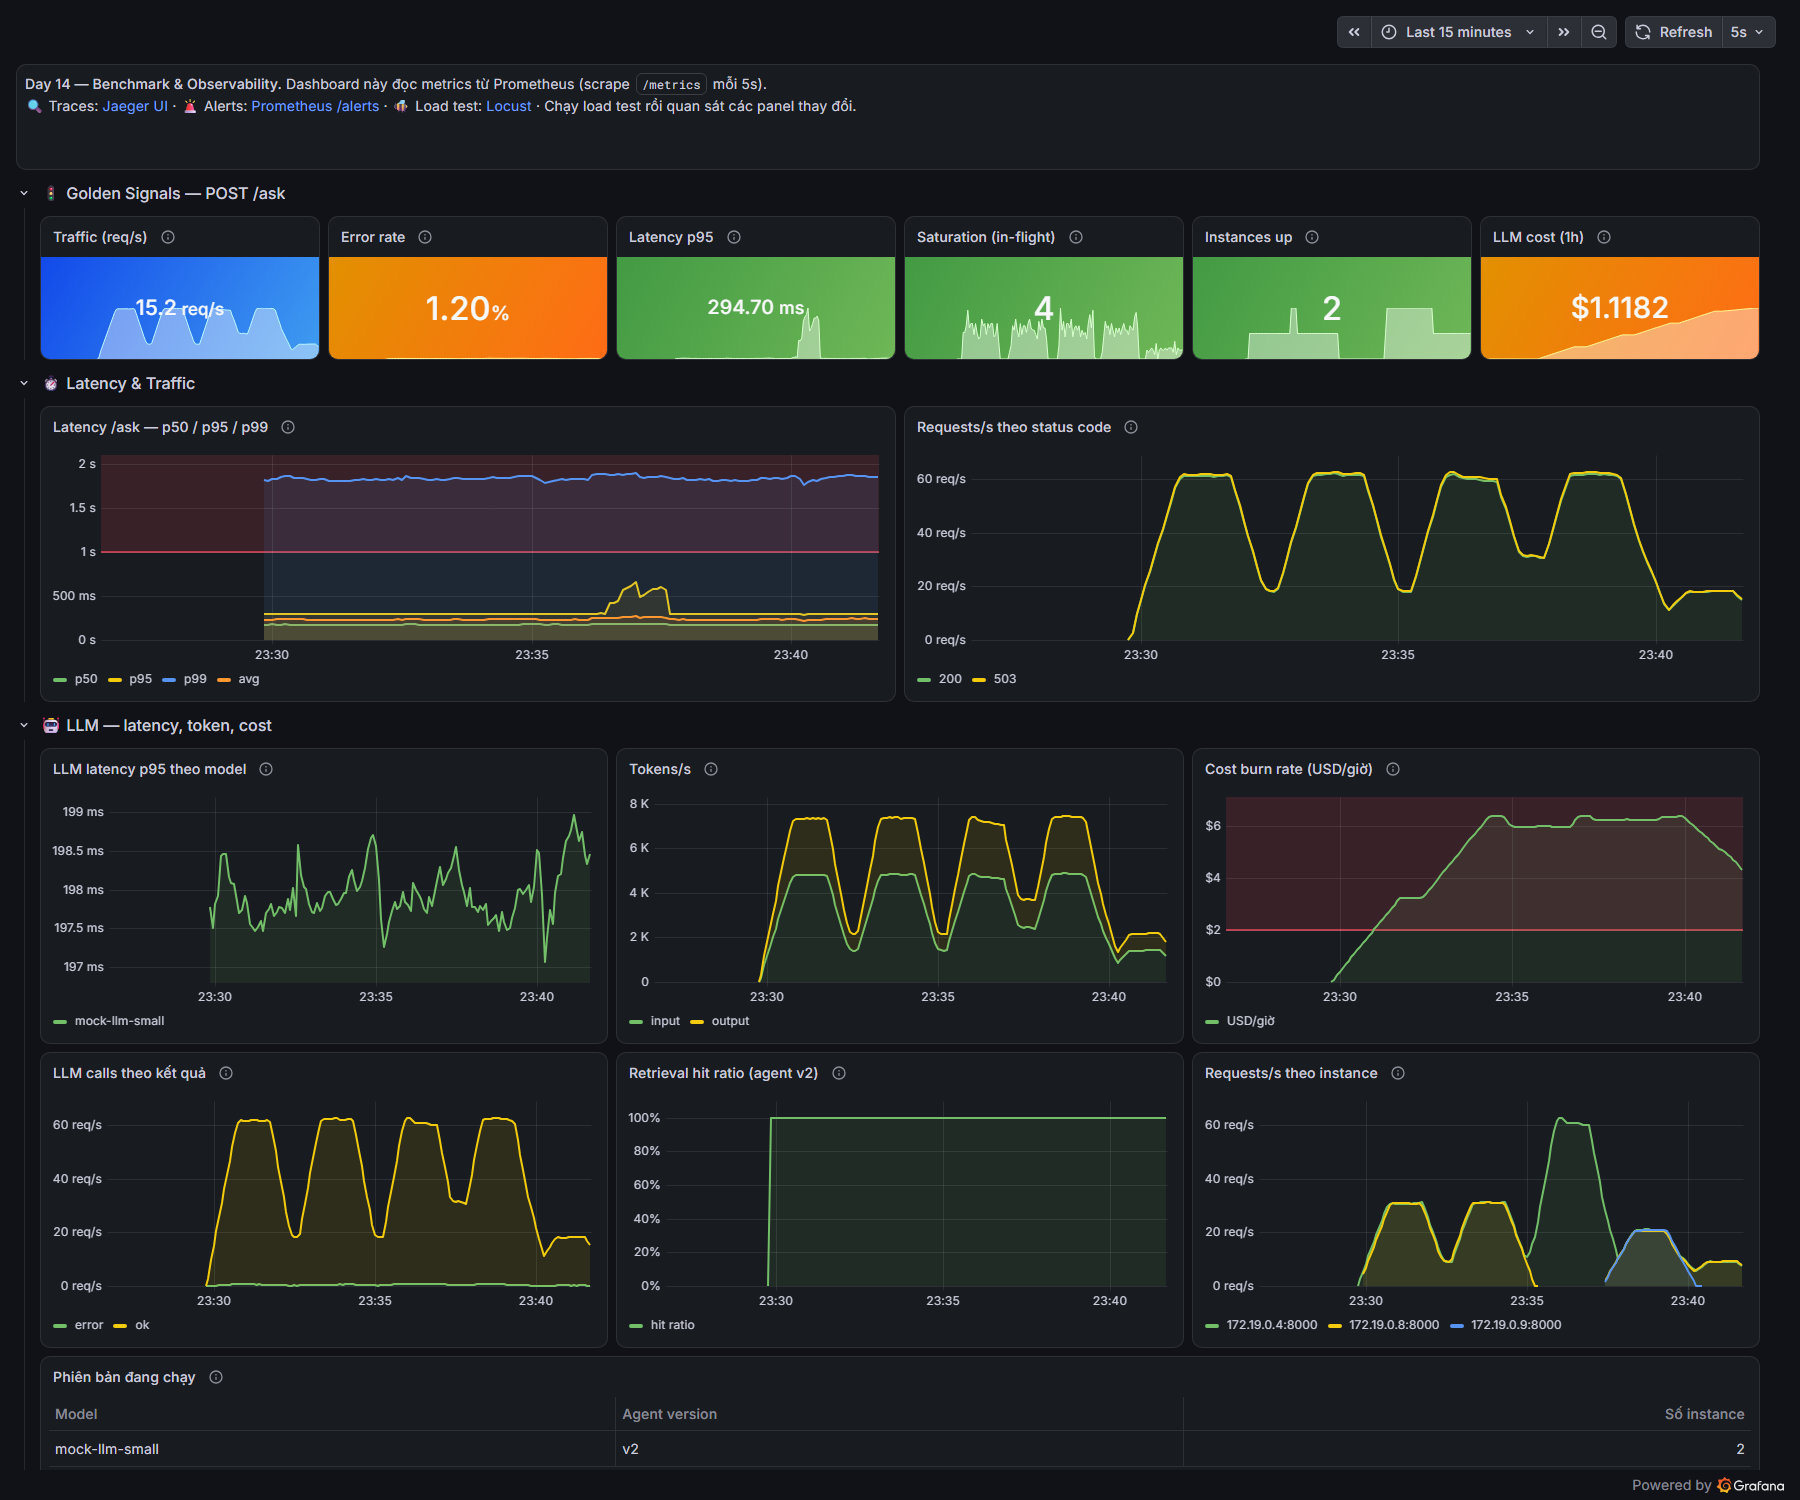 Last 15 minutes
Refresh
5s
Day 14 — Benchmark & Observability. Dashboard này đọc metrics từ Prometheus (scrape /metrics mỗi 5s).
Traces: Jaeger UI · Alerts: Prometheus /alerts · Load test: Locust · Chạy load test rồi quan sát các panel thay đổi.
Golden Signals — POST /ask
Traffic (req/s)
15.2 req/s
Error rate
1.20%
Latency p95
294.70 ms
Saturation (in-flight)
4
Instances up
2
LLM cost (1h)
$1.1182
Latency & Traffic
Latency /ask — p50 / p95 / p99
2 s
1.5 s
1 s
500 ms
0 s
23:30 23:35 23:40
p50 p95 p99 avg
Requests/s theo status code
60 req/s
40 req/s
20 req/s
0 req/s
23:30 23:35 23:40
200 503
LLM — latency, token, cost
LLM latency p95 theo model
199 ms
198.5 ms
198 ms
197.5 ms
197 ms
23:30 23:35 23:40
mock-llm-small
Tokens/s
8 K
6 K
4 K
2 K
0
23:30 23:35 23:40
input output
Cost burn rate (USD/giờ)
$6
$4
$2
$0
23:30 23:35 23:40
USD/giờ
LLM calls theo kết quả
60 req/s
40 req/s
20 req/s
0 req/s
23:30 23:35 23:40
error ok
Retrieval hit ratio (agent v2)
100%
80%
60%
40%
20%
0%
23:30 23:35 23:40
hit ratio
Requests/s theo instance
60 req/s
40 req/s
20 req/s
0 req/s
23:30 23:35 23:40
172.19.0.4:8000 172.19.0.8:8000 172.19.0.9:8000
Phiên bản đang chạy
Model Agent version Số instance
mock-llm-small v2 2
Powered by Grafana